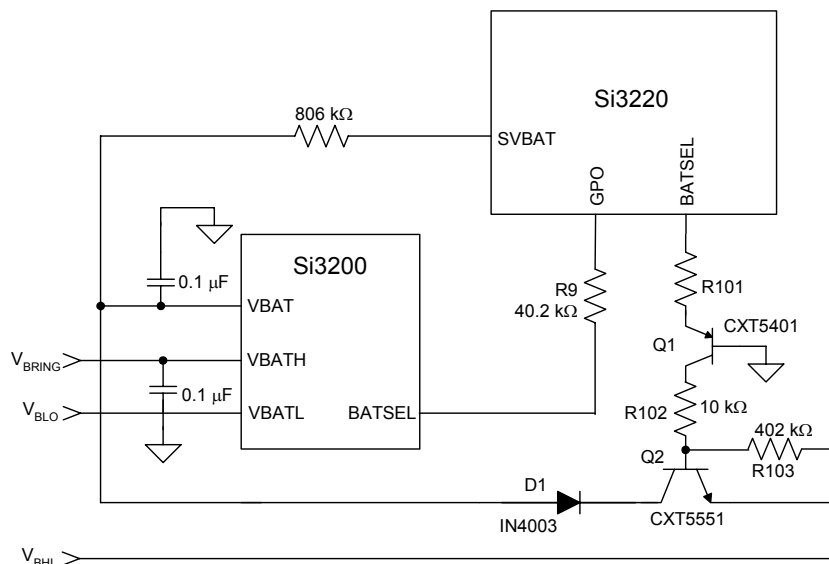 Si3220
806 kΩ
SVBAT
GPO
BATSEL
Si3200
0.1 μF
VBAT
R9
40.2 kΩ
R101
CXT5401
Q1
VBRING
VBATH
0.1 μF
VBLO
VBATL
BATSEL
R102
10 kΩ
402 kΩ
R103
Q2
D1
IN4003
CXT5551
VBHI